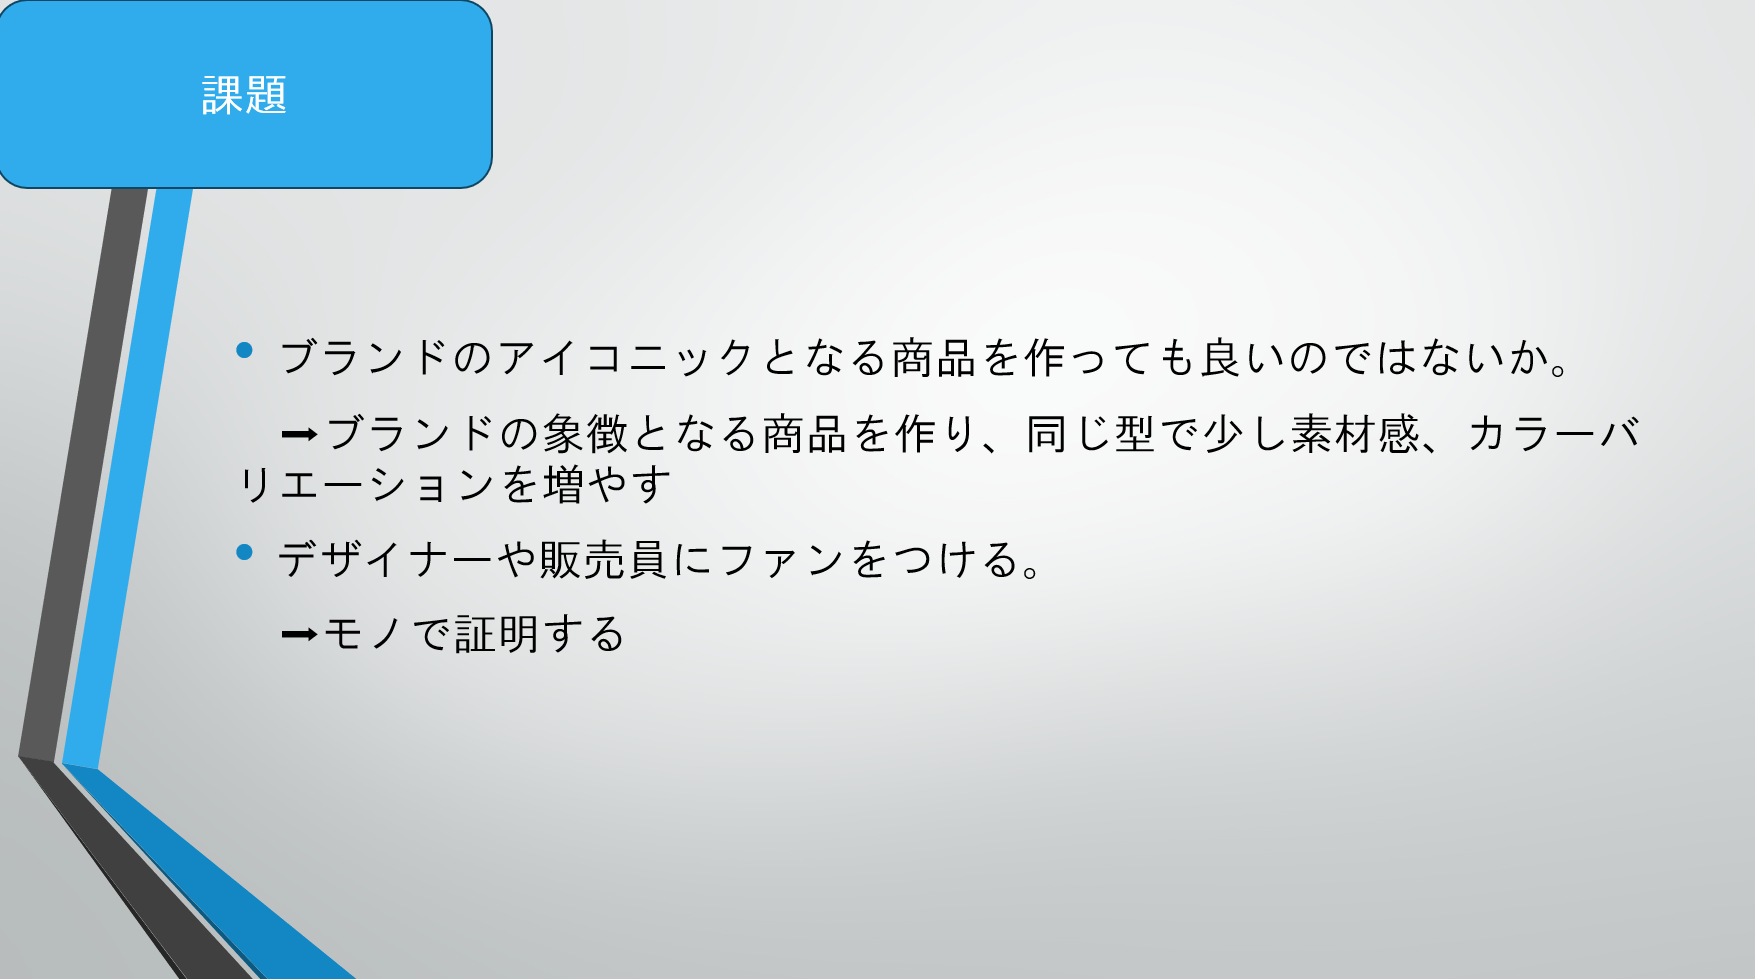 課題
• ブランドのアイコニックとなる商品を作っても良いのではないか。
➡ブランドの象徴となる商品を作り、同じ型で少し素材感、カラーバ
リエーションを増やす
• デザイナーや販売員にファンをつける。
➡モノで証明する